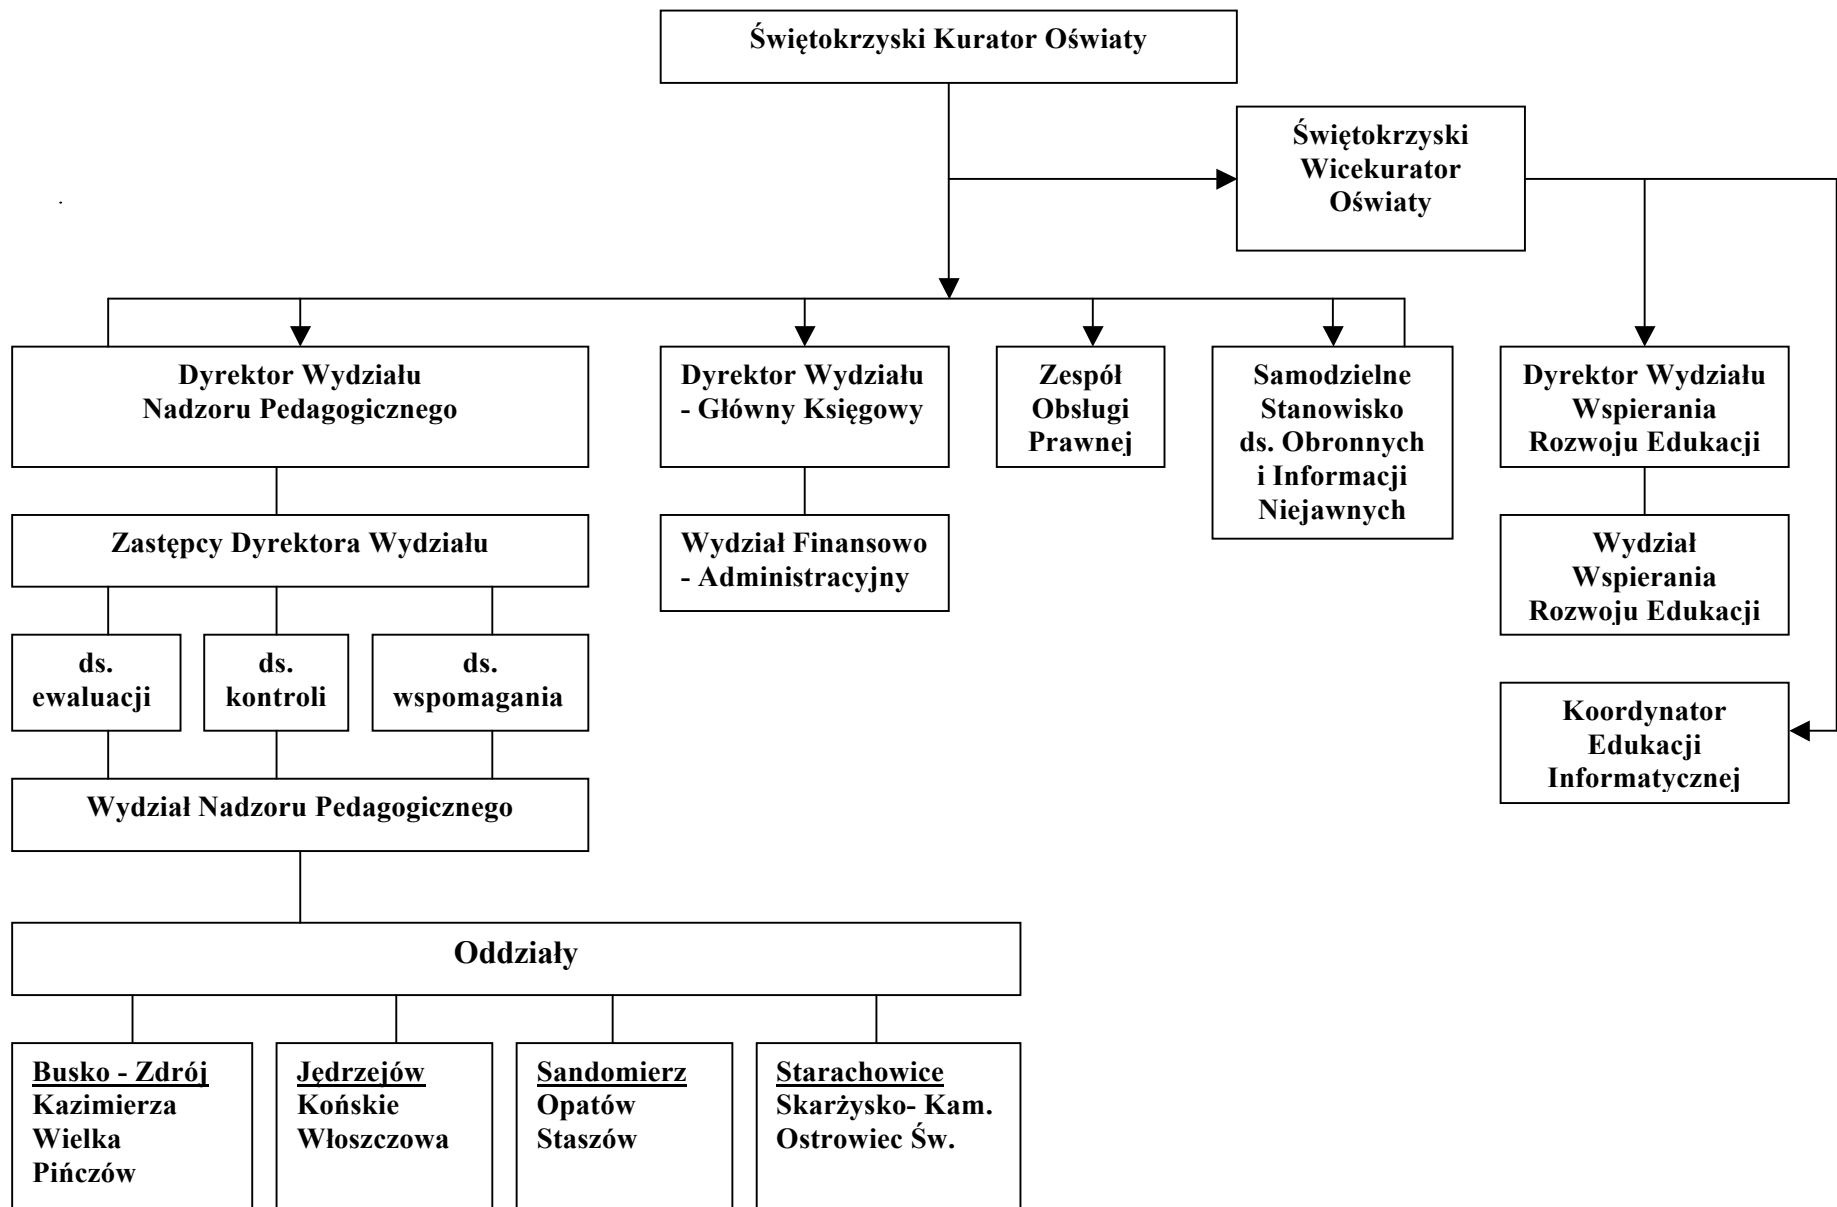 Świętokrzyski Kurator Oświaty
Świętokrzyski
Wicekurator
Oświaty
Dyrektor Wydziału
Nadzoru Pedagogicznego
Dyrektor Wydziału
- Główny Księgowy
Zespół
Obsługi
Prawnej
Samodzielne
Stanowisko
ds. Obronnych
i Informacji
Niejawnych
Dyrektor Wydziału
Wspierania
Rozwoju Edukacji
Zastępcy Dyrektora Wydziału
Wydział Finansowo
- Administracyjny
Wydział
Wspierania
Rozwoju Edukacji
ds.
ewaluacji
ds.
kontroli
ds.
wspomagania
Koordynator
Edukacji
Informatycznej
Wydział Nadzoru Pedagogicznego
Oddziały
Busko - Zdrój
Kazimierza
Wielka
Pińczów
Jędrzejów
Końskie
Włoszczowa
Sandomierz
Opatów
Staszów
Starachowice
Skarżysko- Kam.
Ostrowiec Św.